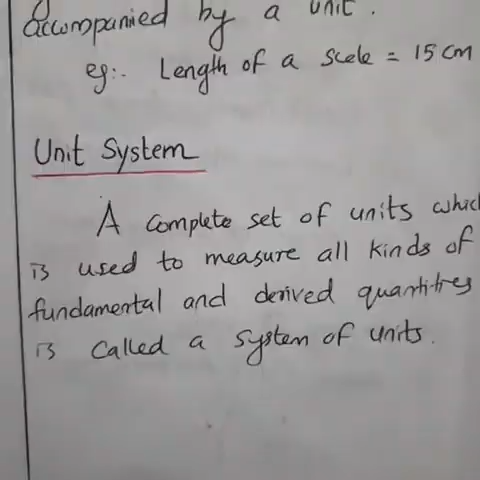 accompanied by a unit.
eg:- Length of a scele = 15 cm
Unit System
A complete set of units which
is used to measure all kinds of
fundamental and derived quantities
is called a system of units.